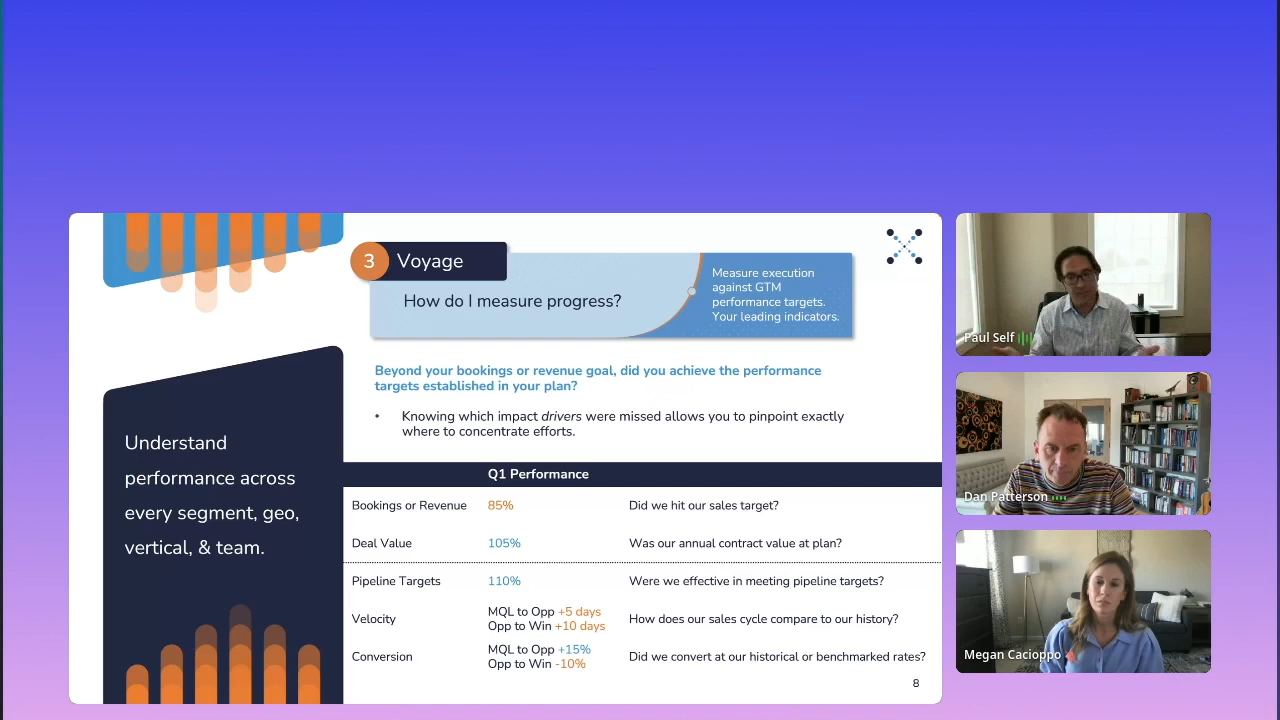 3 Voyage
How do I measure progress?
Measure execution
against GTM
performance targets.
Your leading indicators.
Beyond your bookings or revenue goal, did you achieve the performance
targets established in your plan?
• Knowing which impact drivers were missed allows you to pinpoint exactly
where to concentrate efforts.
Understand
performance across
every segment, geo,
vertical, & team.
Q1 Performance
Bookings or Revenue 85% Did we hit our sales target?
Deal Value 105% Was our annual contract value at plan?
Pipeline Targets 110% Were we effective in meeting pipeline targets?
Velocity MQL to Opp +5 days How does our sales cycle compare to our history?
Opp to Win +10 days
Conversion MQL to Opp +15% Did we convert at our historical or benchmarked rates?
Opp to Win -10%
8
Paul Self
Dan Patterson
Megan Cacioppo